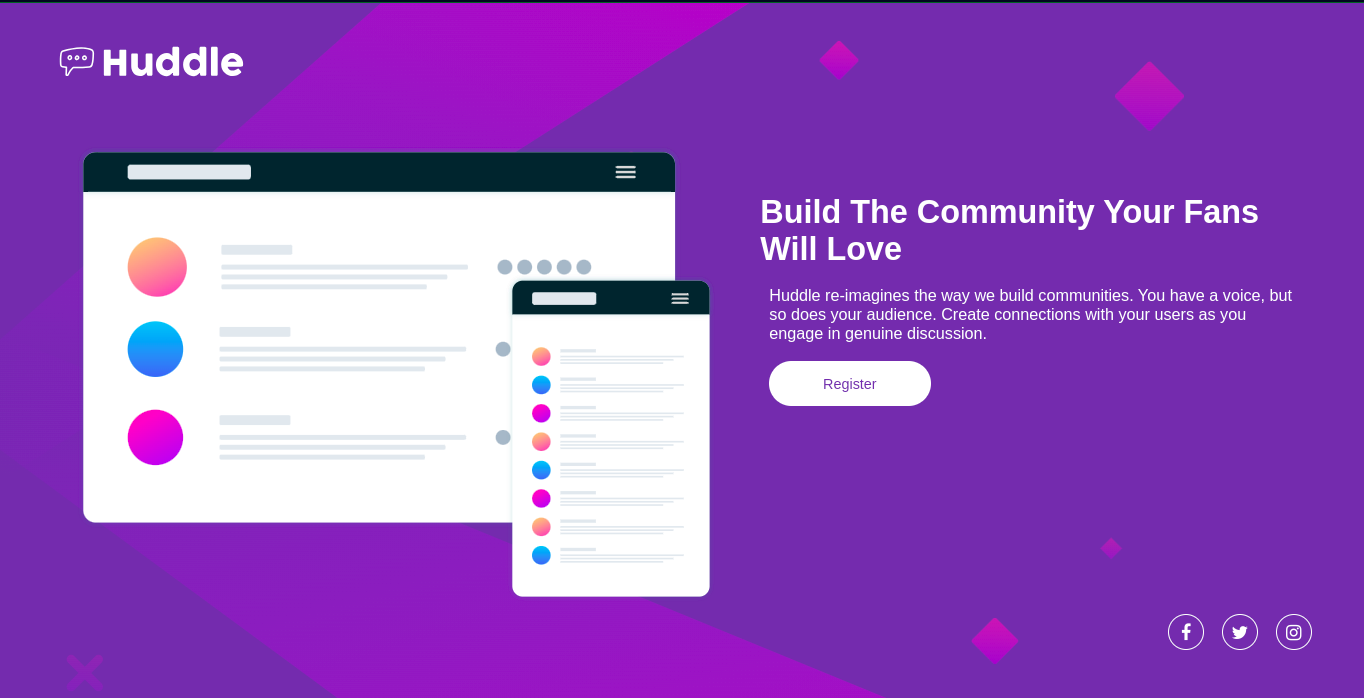 Huddle
Build The Community Your Fans
Will Love
Huddle re-imagines the way we build communities. You have a voice, but
so does your audience. Create connections with your users as you
engage in genuine discussion.
Register